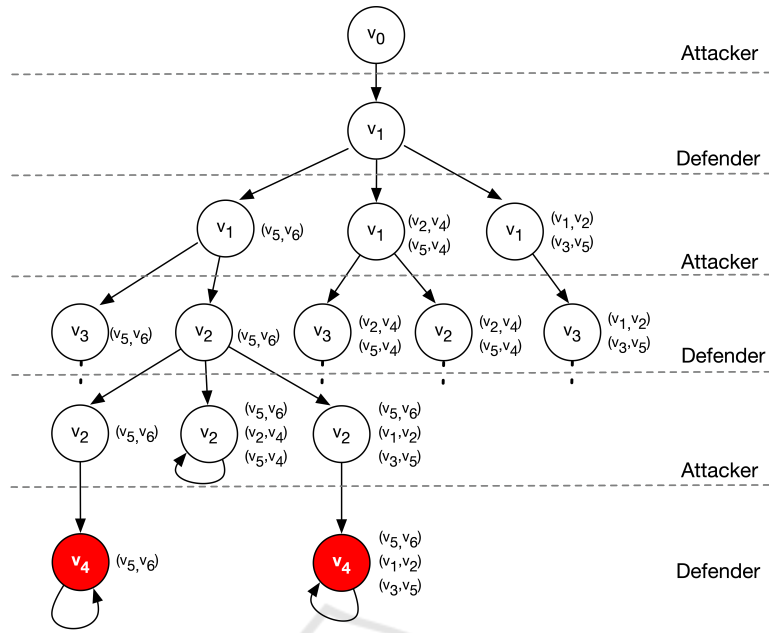 v0
Attacker
v1
Defender
v1 (v5,v6) v1 (v2,v4) v1 (v1,v2)
(v5,v4) (v3,v5)
Attacker
v3 (v5,v6) v2 (v5,v6) v3 (v2,v4) v2 (v2,v4) v3 (v1,v2)
(v5,v4) (v5,v4) (v3,v5)
Defender
v2 (v5,v6) v2 (v5,v6) v2 (v5,v6)
(v2,v4) (v1,v2)
(v5,v4) (v3,v5)
Attacker
v4 (v5,v6) v4 (v5,v6)
(v1,v2)
(v3,v5)
Defender